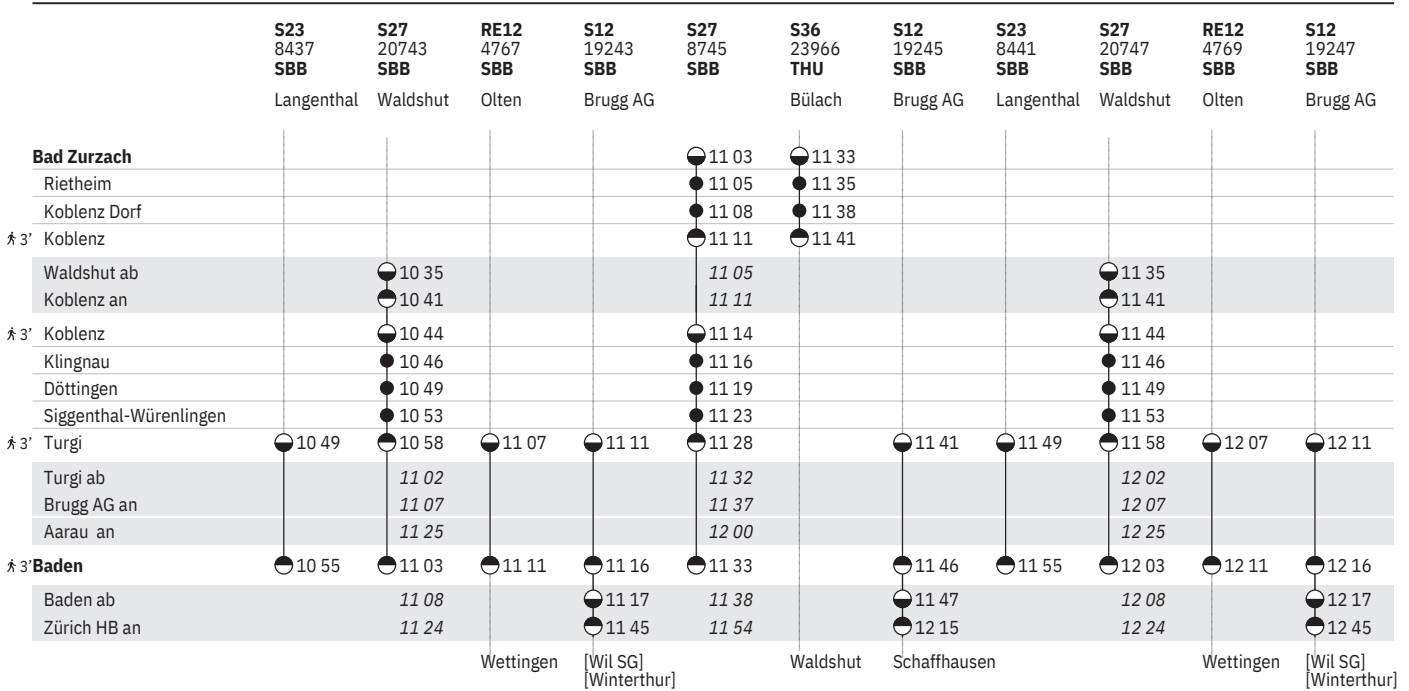 S23 S27 RE12 S12 S27 S36 S12 S23 S27 RE12 S12
8437 20743 4767 19243 8745 23966 19245 8441 20747 4769 19247
SBB SBB SBB SBB SBB THU SBB SBB SBB SBB SBB
Langenthal Waldshut Olten Brugg AG Bülach Brugg AG Langenthal Waldshut Olten Brugg AG
Bad Zurzach 11 03 11 33
Rietheim 11 05 11 35
Koblenz Dorf 11 08 11 38
3' Koblenz 11 11 11 41
Waldshut ab 10 35 11 05 11 35
Koblenz an 10 41 11 11 11 41
3' Koblenz 10 44 11 14 11 44
Klingnau 10 46 11 16 11 46
Döttingen 10 49 11 19 11 49
Siggenthal-Würenlingen 10 53 11 23 11 53
3' Turgi 10 49 10 58 11 07 11 11 11 28 11 41 11 49 11 58 12 07 12 11
Turgi ab 11 02 11 32 12 02
Brugg AG an 11 07 11 37 12 07
Aarau an 11 25 12 00 12 25
3' Baden 10 55 11 03 11 11 11 16 11 33 11 46 11 55 12 03 12 11 12 16
Baden ab 11 08 11 17 11 38 11 47 12 08 12 17
Zürich HB an 11 24 11 45 11 54 12 15 12 24 12 45
Wettingen [Wil SG] Waldshut Schaffhausen Wettingen [Wil SG]
[Winterthur] [Winterthur]